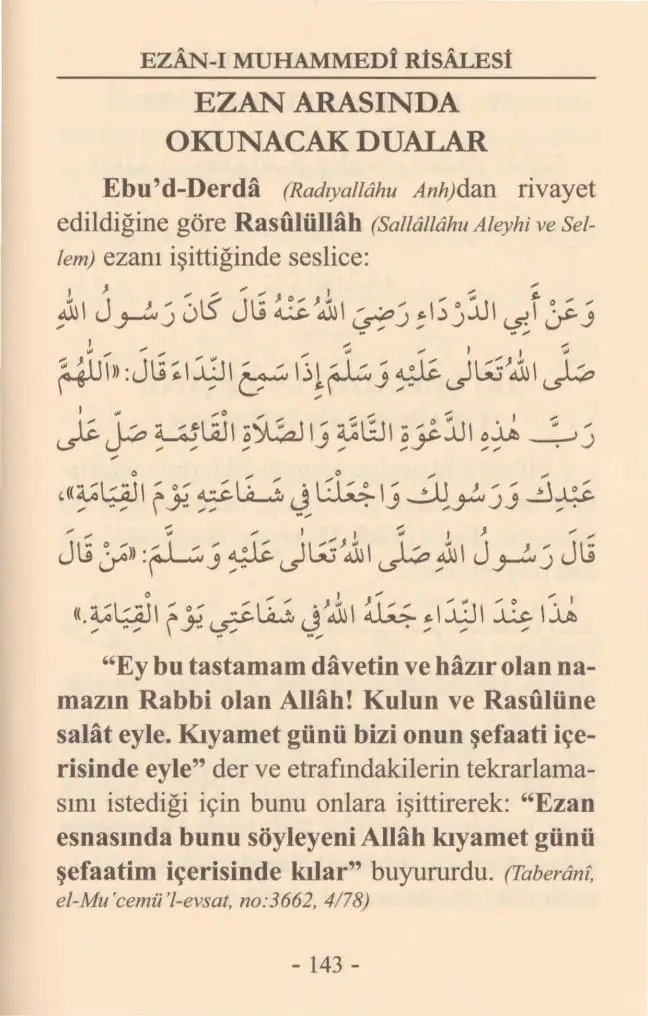 EZÂN-I MUHAMMEDÎ RİSÂLESİ
EZAN ARASINDA
OKUNACAK DUALAR
Ebu’d-Derdâ (Radıyallâhu Anh)dan rivayet
edildiğine göre Rasûlüllâh (Sallâllâhu Aleyhi ve Sel-
lem) ezanı işittiğinde seslice:
وَعَنْ أَبِي الدَّرْدَاءِ رَضِيَ اللهُ عَنْهُ قَالَ كَانَ رَسُولُ اللهِ
صَلَّى اللهُ تَعَالٰى عَلَيْهِ وَسَلَّمَ إِذَا سَمِعَ النِّدَاءَ قَالَ: «اَللّٰهُمَّ
رَبَّ هٰذِهِ الدَّعْوَةِ التَّامَّةِ وَالصَّلَاةِ الْقَائِمَةِ صَلِّ عَلٰى
عَبْدِكَ وَرَسُولِكَ وَاجْعَلْنَا فِي شَفَاعَتِهِ يَوْمَ الْقِيَامَةِ»،
قَالَ رَسُولُ اللهِ صَلَّى اللهُ تَعَالٰى عَلَيْهِ وَسَلَّمَ: «مَنْ قَالَ
هٰذَا عِنْدَ النِّدَاءِ جَعَلَهُ اللهُ فِي شَفَاعَتِي يَوْمَ الْقِيَامَةِ.»
“Ey bu tastamam dâvetin ve hâzır olan na-
mazın Rabbi olan Allâh! Kulun ve Rasûlüne
salât eyle. Kıyamet günü bizi onun şefaati içe-
risinde eyle” der ve etrafındakilerin tekrarlama-
sını istediği için bunu onlara işittirerek: “Ezan
esnasında bunu söyleyeni Allâh kıyamet günü
şefaatim içerisinde kılar” buyururdu. (Taberânî,
el-Mu‘cemü’l-evsat, no:3662, 4/78)
- 143 -